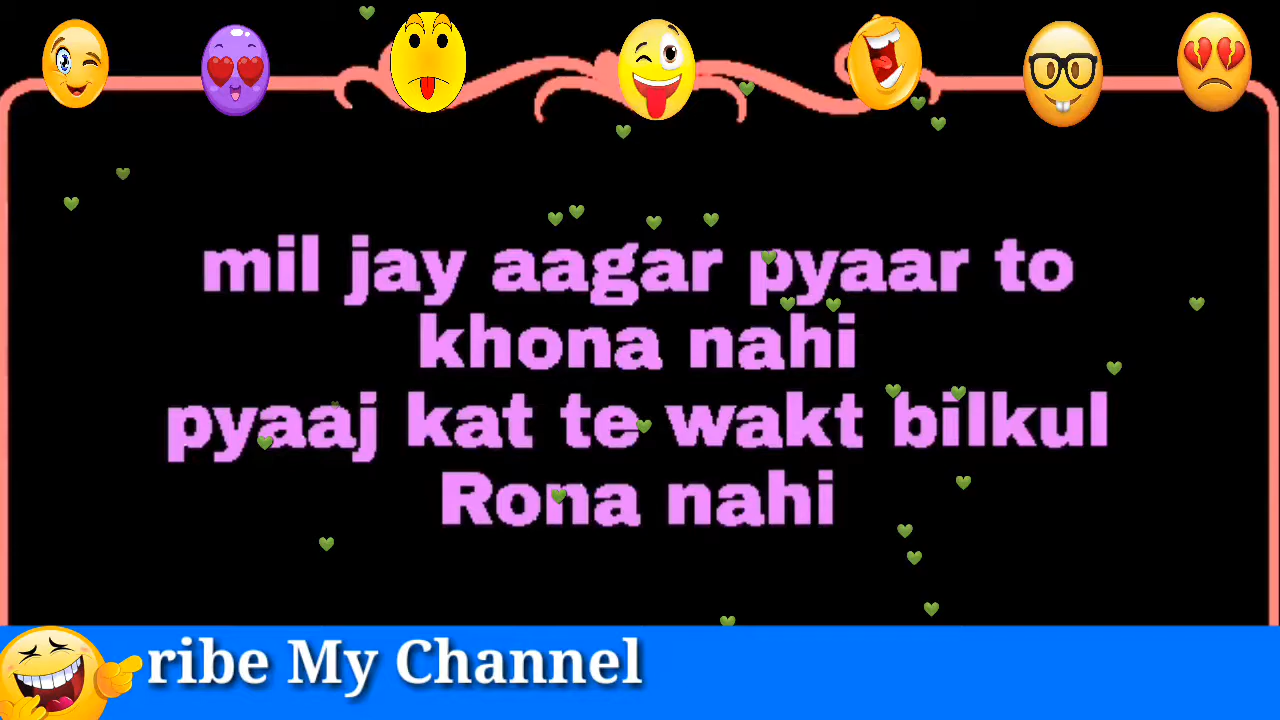 mil jay aagar pyaar to
khona nahi
pyaaj kat te wakt bilkul
Rona nahi
ribe My Channel